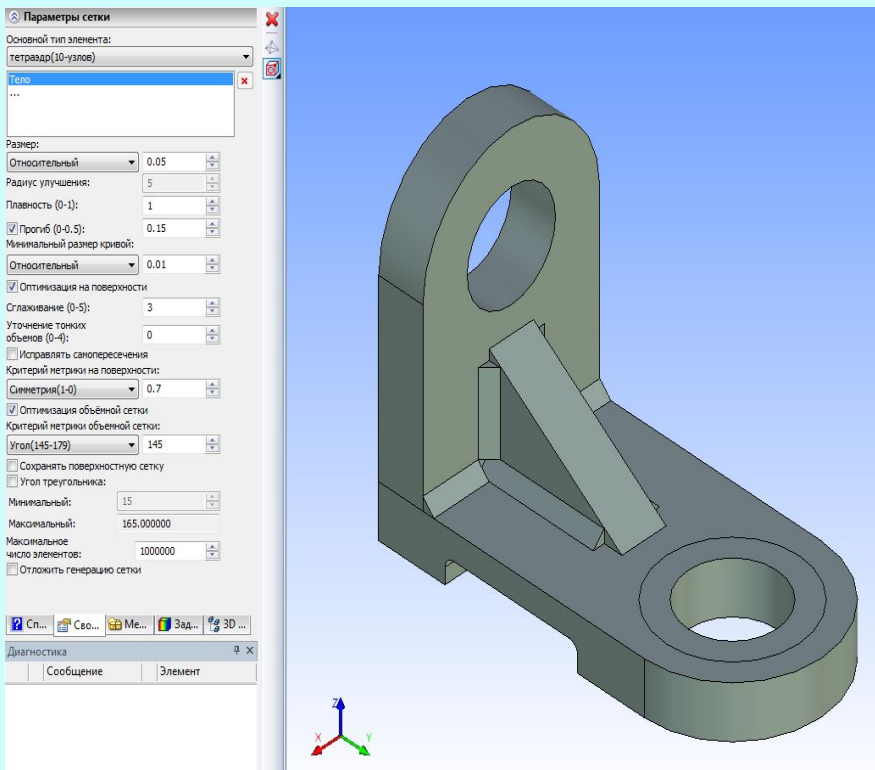 Параметры сетки
Основной тип элемента:
тетраэдр(10-узлов)
Тело
...
Размер:
Относительный 0.05
Радиус улучшения: 5
Плавность (0-1): 1
Прогиб (0-0.5): 0.15
Минимальный размер кривой:
Относительный 0.01
Оптимизация на поверхности
Сглаживание (0-5): 3
Уточнение тонких
объемов (0-4): 0
Исправлять самопересечения
Критерий метрики на поверхности:
Симметрия(1-0) 0.7
Оптимизация объёмной сетки
Критерий метрики объемной сетки:
Угол(145-179) 145
Сохранять поверхностную сетку
Угол треугольника:
Минимальный: 15
Максимальный: 165.000000
Максимальное
число элементов: 1000000
Отложить генерацию сетки
Сп... Сво... Ме... Зад... 3D ...
Диагностика
Сообщение Элемент
Z
X Y